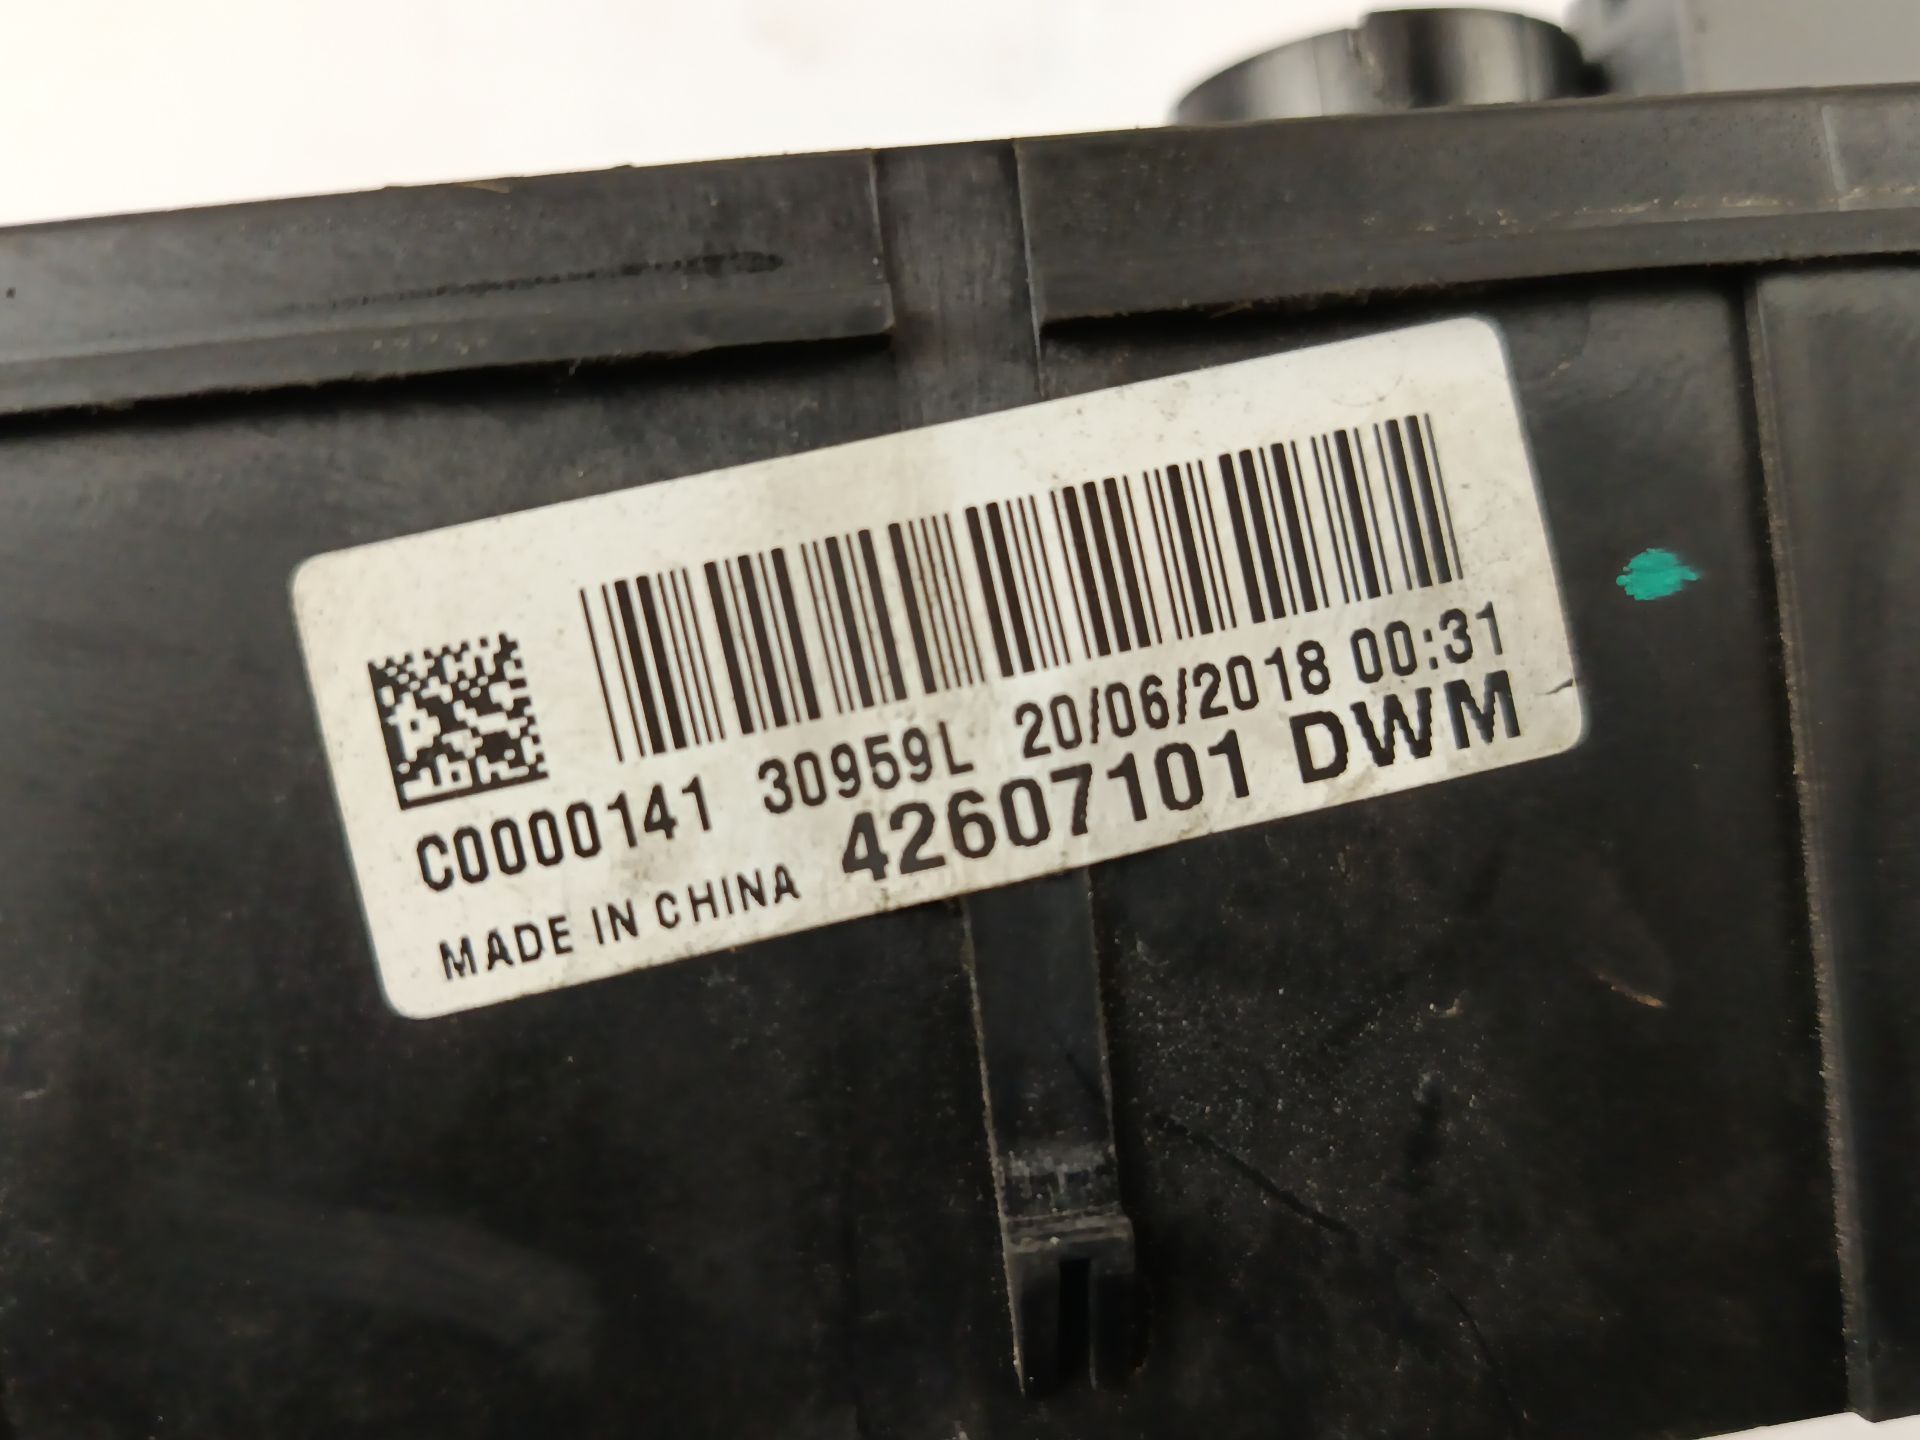 C0000141 30959L 20/06/2018 00:31
MADE IN CHINA 42607101 DWM